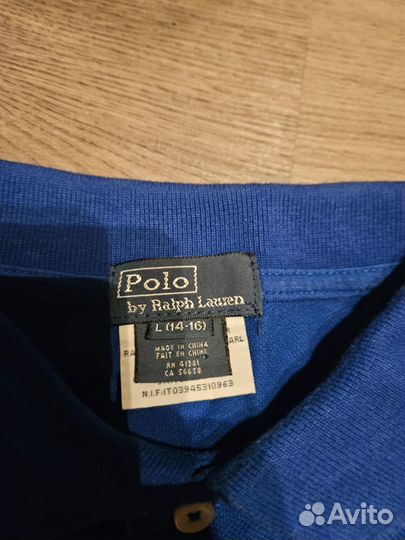 Polo
by Ralph Lauren
L (14-16)
MADE IN CHINA
FAIT EN CHINE
RN 41381
CA 56658
N.I.F:IT03945310963
Avito